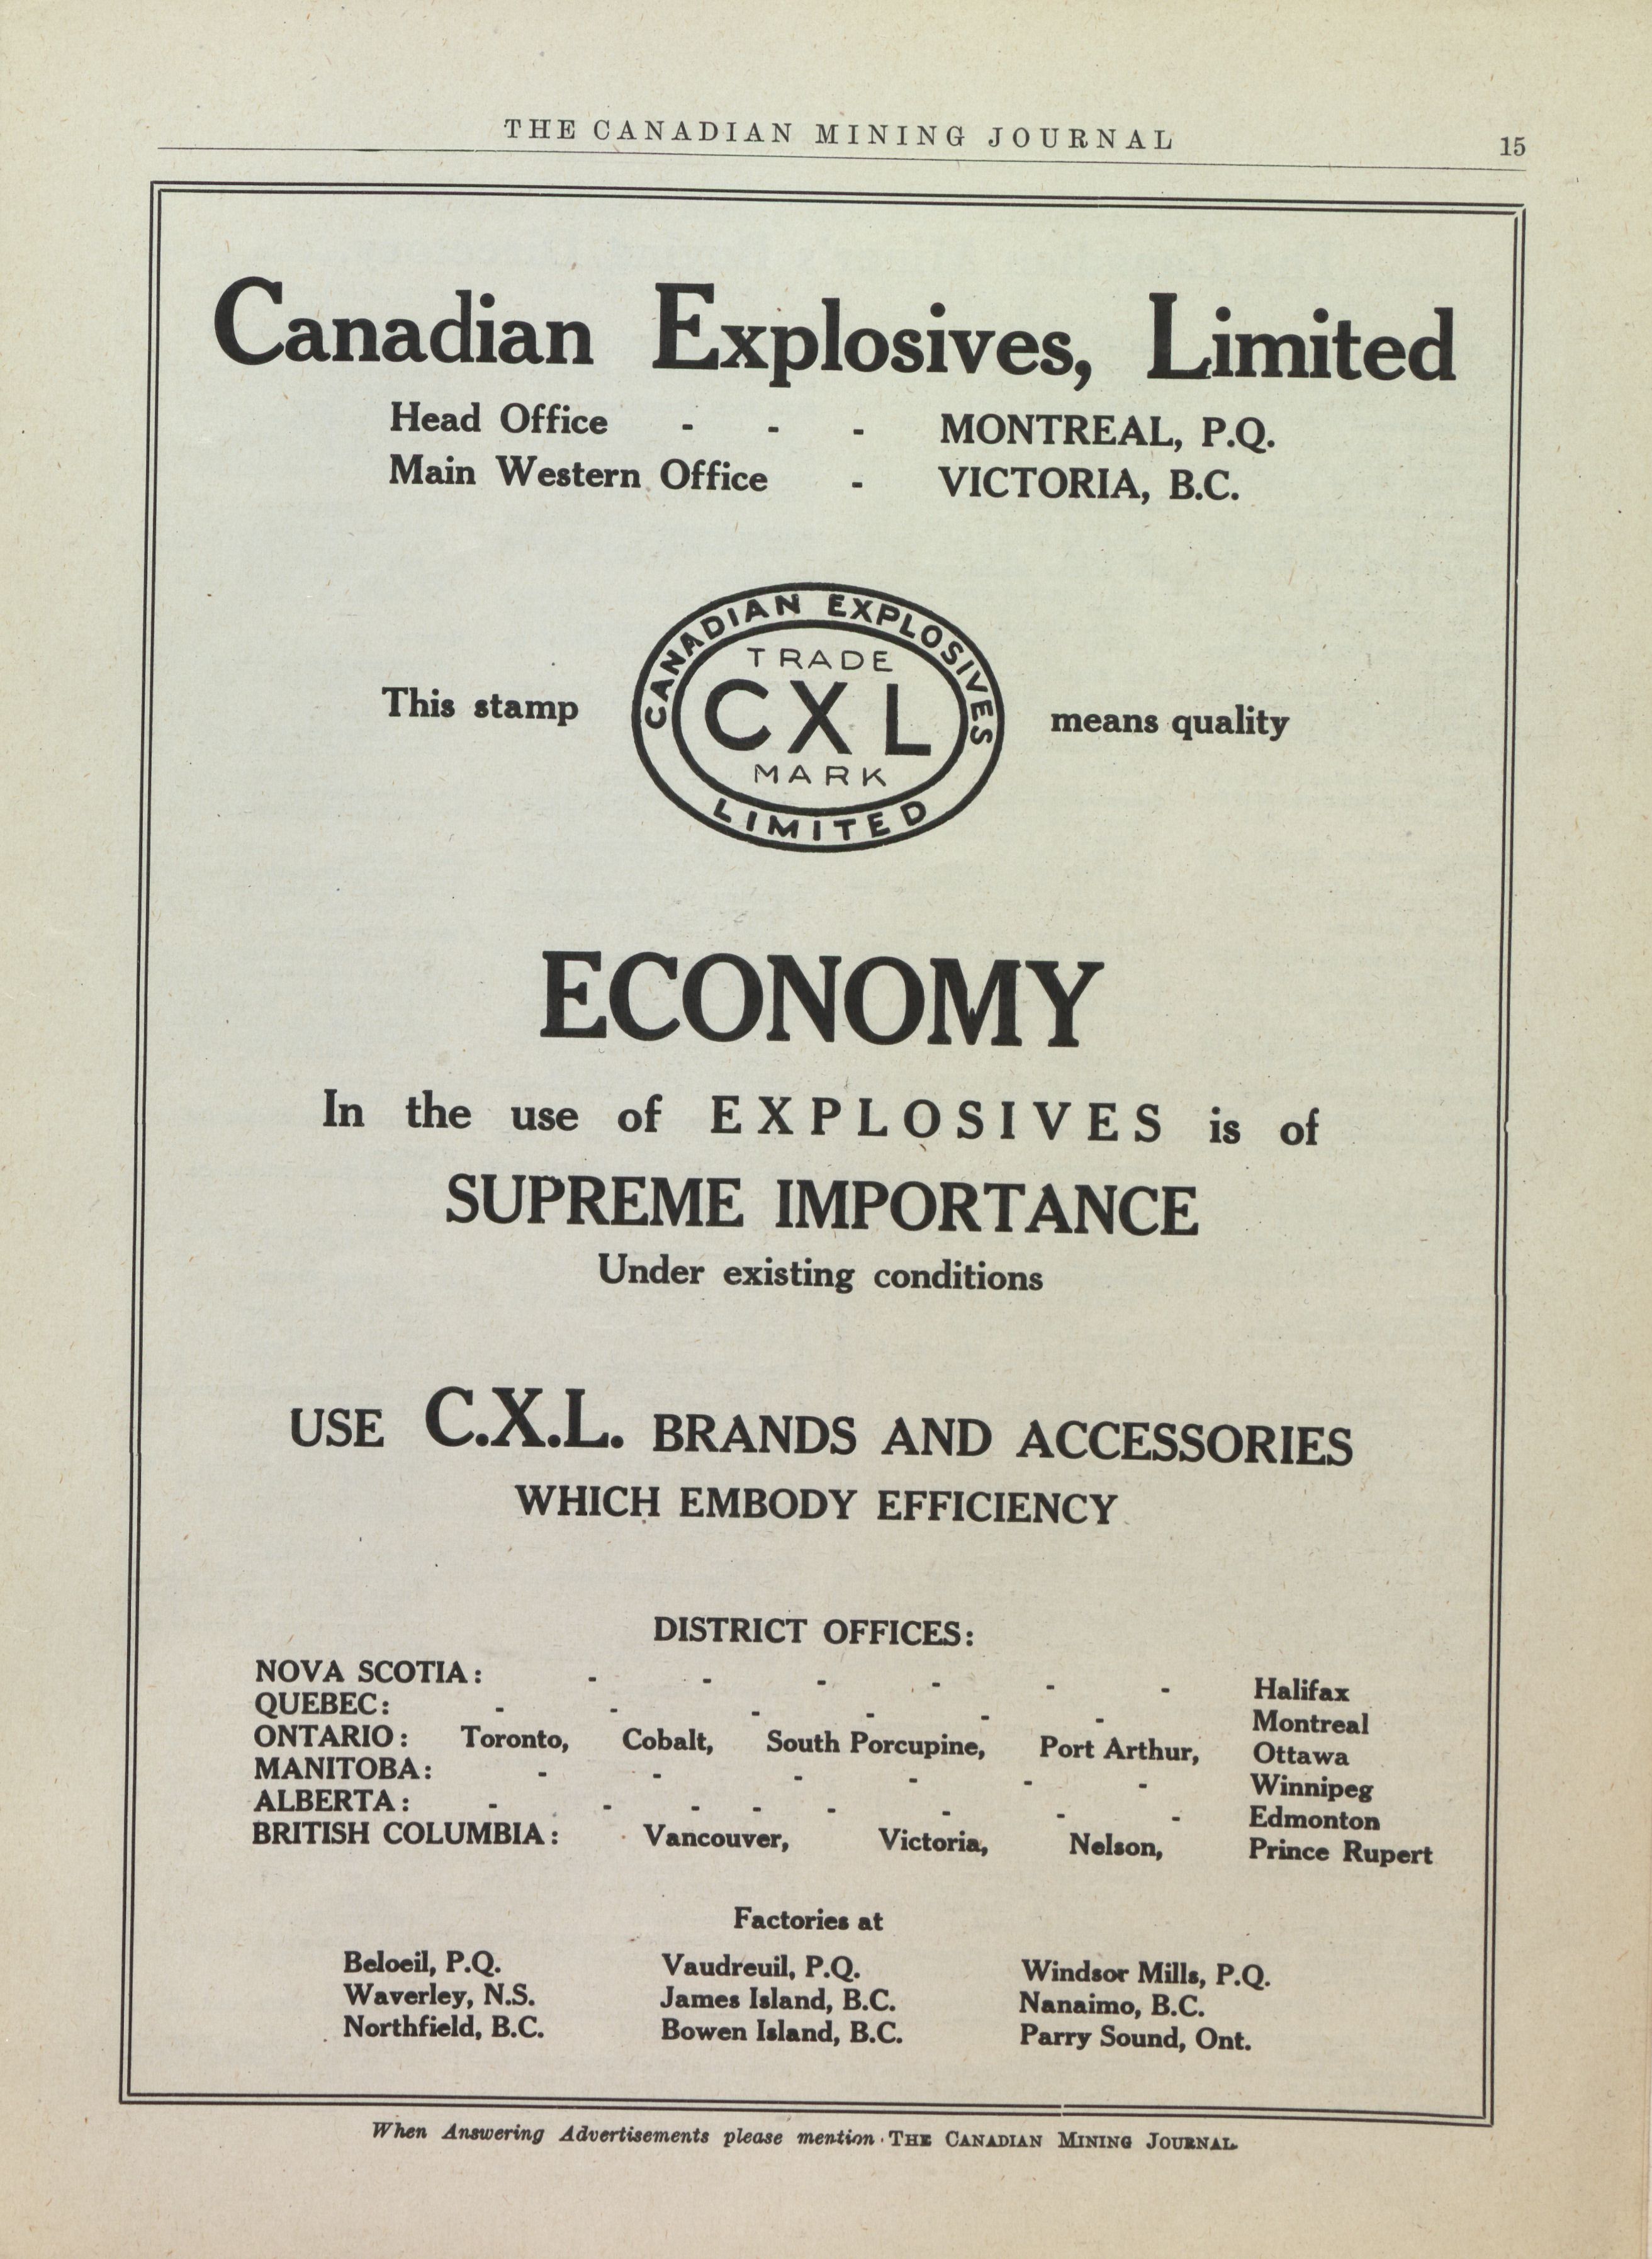 THE CANADIAN MINING JOURNAL 15
Canadian Explosives, Limited
Head Office - - - MONTREAL, P.Q.
Main Western Office - VICTORIA, B.C.
This stamp
CANADIAN EXPLOSIVES
TRADE
CXL
MARK
LIMITED
means quality
ECONOMY
In the use of EXPLOSIVES is of
SUPREME IMPORTANCE
Under existing conditions
USE C.X.L. BRANDS AND ACCESSORIES
WHICH EMBODY EFFICIENCY
DISTRICT OFFICES:
NOVA SCOTIA: - - - - - - Halifax
QUEBEC: - - - - - - Montreal
ONTARIO: Toronto, Cobalt, South Porcupine, Port Arthur, Ottawa
MANITOBA: - - - - - - Winnipeg
ALBERTA: - - - - - - - - Edmonton
BRITISH COLUMBIA: Vancouver, Victoria, Nelson, Prince Rupert
Factories at
Beloeil, P.Q. Vaudreuil, P.Q. Windsor Mills, P.Q.
Waverley, N.S. James Island, B.C. Nanaimo, B.C.
Northfield, B.C. Bowen Island, B.C. Parry Sound, Ont.
When Answering Advertisements please mention THE CANADIAN MINING JOURNAL